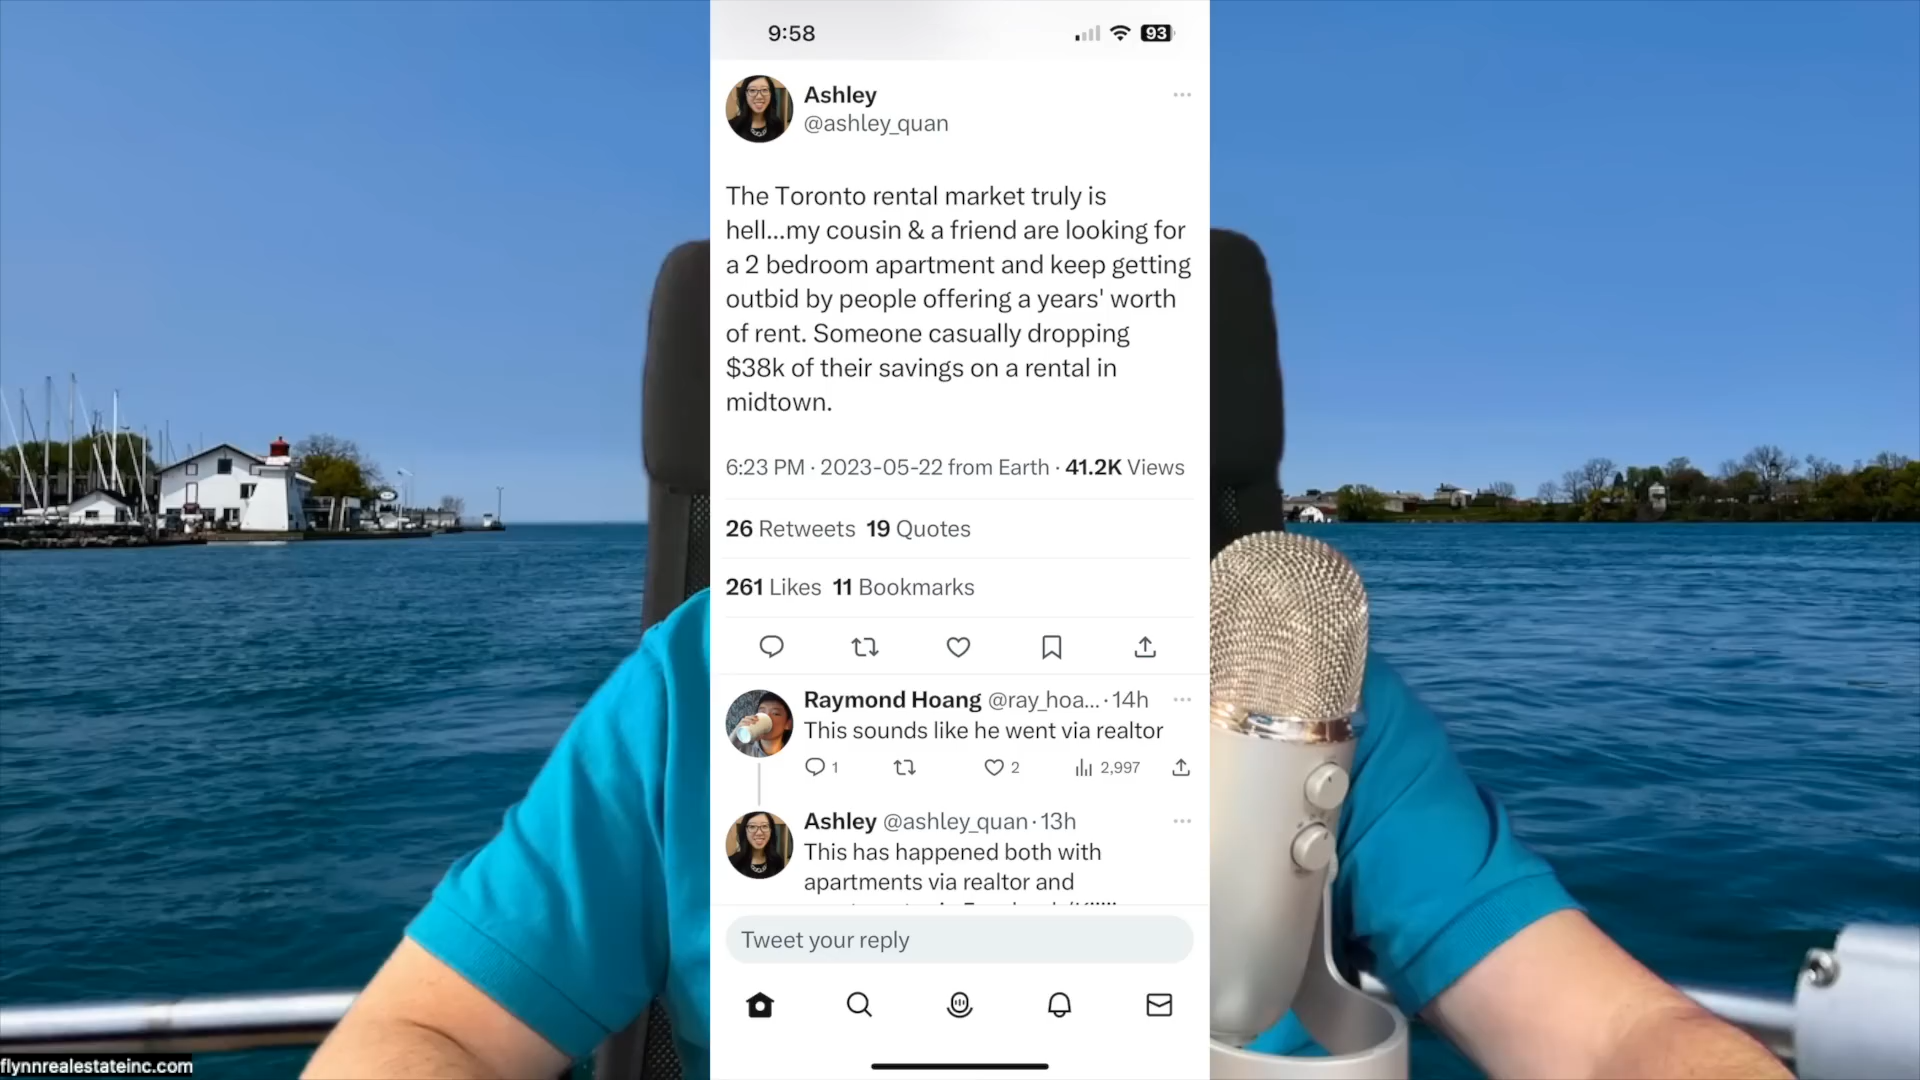 9:58
93
Ashley
@ashley_quan
The Toronto rental market truly is
hell...my cousin & a friend are looking for
a 2 bedroom apartment and keep getting
outbid by people offering a years' worth
of rent. Someone casually dropping
$38k of their savings on a rental in
midtown.
6:23 PM · 2023-05-22 from Earth · 41.2K Views
26 Retweets 19 Quotes
261 Likes 11 Bookmarks
Raymond Hoang @ray_hoa... · 14h
This sounds like he went via realtor
1 2 2,997
Ashley @ashley_quan · 13h
This has happened both with
apartments via realtor and
Tweet your reply
flynnrealestateinc.com